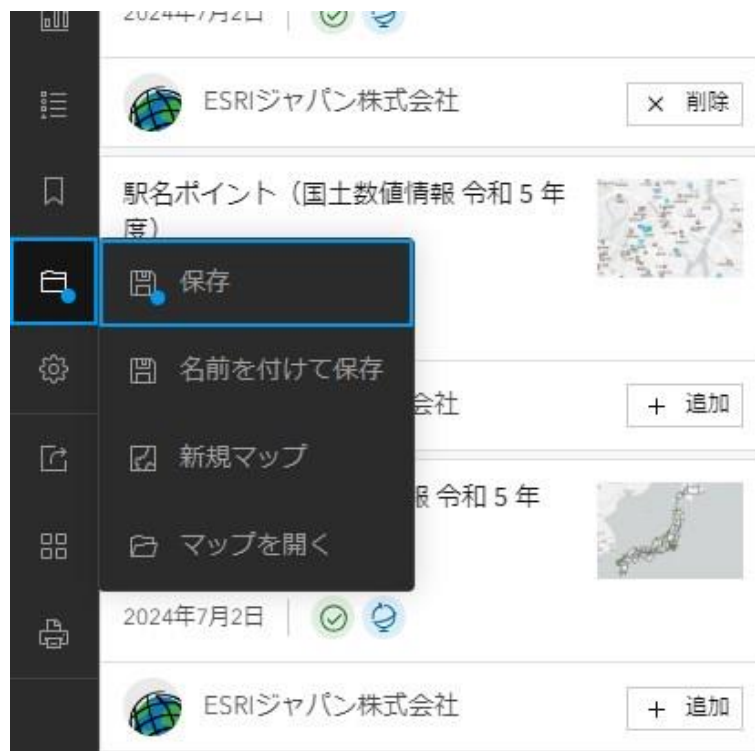 2024年7月2日
ESRIジャパン株式会社
× 削除
駅名ポイント（国土数値情報 令和 5 年
度）
保存
名前を付けて保存
会社
+ 追加
新規マップ
報 令和 5 年
マップを開く
2024年7月2日
ESRIジャパン株式会社
+ 追加